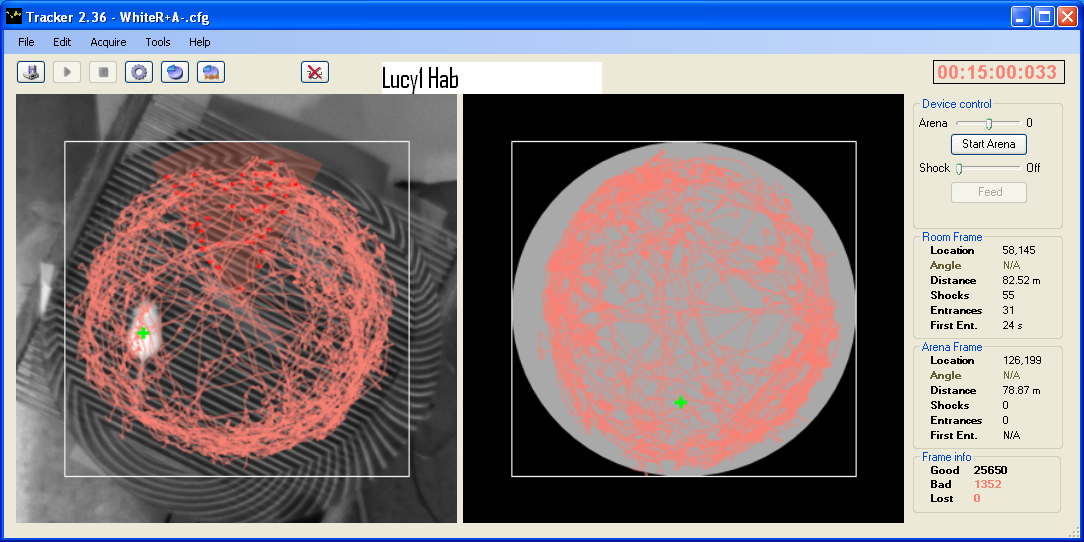 Tracker 2.36 - WhiteR+A-.cfg
File Edit Acquire Tools Help
Lucy1 Hab
00:15:00:033
Device control
Arena 0
Start Arena
Shock Off
Feed
Room Frame
Location 58,145
Angle N/A
Distance 82.52 m
Shocks 55
Entrances 31
First Ent. 24 s
Arena Frame
Location 126,199
Angle N/A
Distance 78.87 m
Shocks 0
Entrances 0
First Ent. N/A
Frame info
Good 25650
Bad 1352
Lost 0